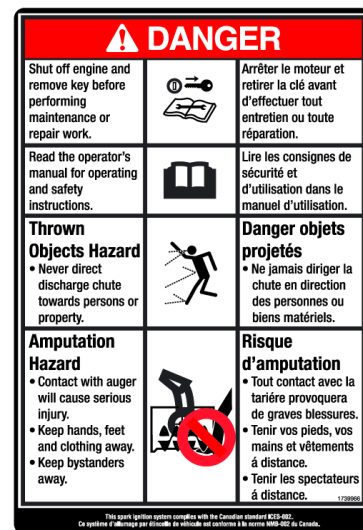 DANGER
Shut off engine and
remove key before
performing
maintenance or
repair work.
Arrêter le moteur et
retirer la clé avant
d'effectuer tout
entretien ou toute
réparation.
Read the operator's
manual for operating
and safety
instructions.
Lire les consignes de
sécurité et
d'utilisation dans le
manuel d'utilisation.
Thrown
Objects Hazard
• Never direct
discharge chute
towards persons or
property.
Danger objets
projetés
• Ne jamais diriger la
chute en direction
des personnes ou
biens matériels.
Amputation
Hazard
• Contact with auger
will cause serious
injury.
• Keep hands, feet
and clothing away.
• Keep bystanders
away.
Risque
d'amputation
• Tout contact avec la
tariére provoquera
de graves blessures.
• Tenir vos pieds, vos
mains et vêtements
á distance.
• Tenir les spectateurs
á distance.
1739966
This spark ignition system complies with the Canadian standard ICES-002.
Ce système d'allumage par étincelle de véhicule est conforme à la norme NMB-002 du Canada.